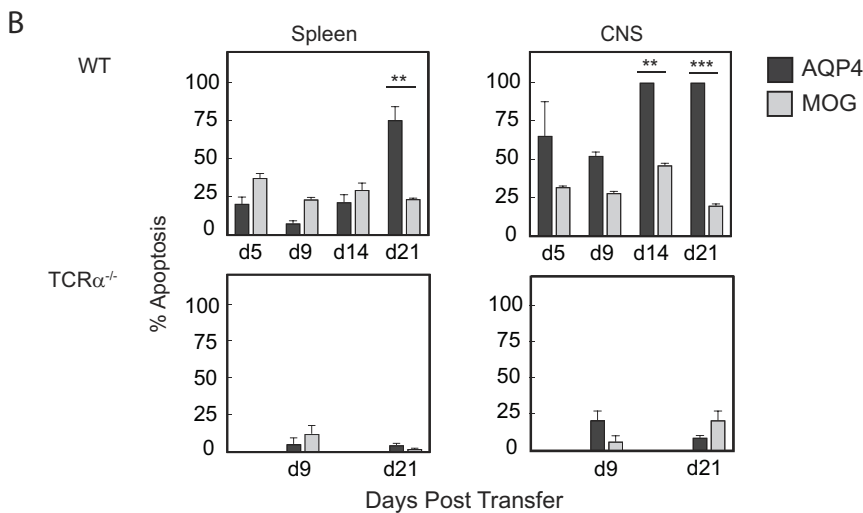 B
WT
Spleen
CNS
AQP4
MOG
** 
** ***
100
75
50
25
0
100
75
50
25
0
d5 d9 d14 d21
d5 d9 d14 d21
TCRα-/-
% Apoptosis
100
75
50
25
0
100
75
50
25
0
d9 d21
d9 d21
Days Post Transfer